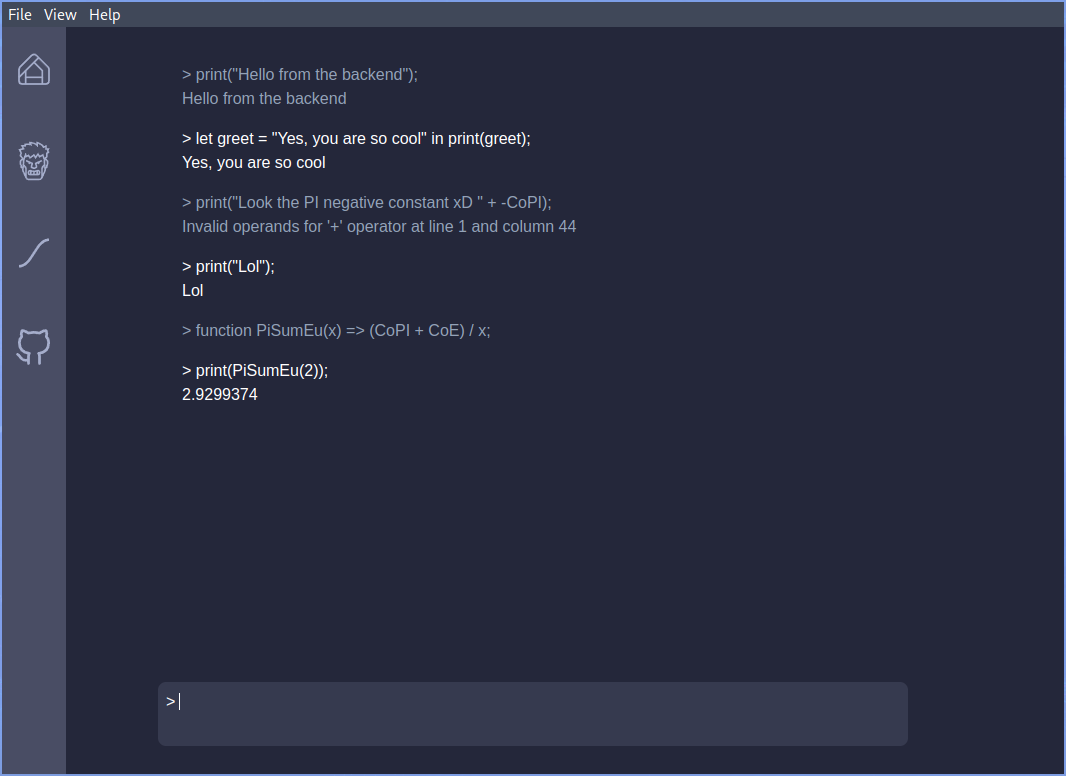 File View Help
> print("Hello from the backend");
Hello from the backend
> let greet = "Yes, you are so cool" in print(greet);
Yes, you are so cool
> print("Look the PI negative constant xD " + -CoPI);
Invalid operands for '+' operator at line 1 and column 44
> print("Lol");
Lol
> function PiSumEu(x) => (CoPI + CoE) / x;
> print(PiSumEu(2));
2.9299374
>